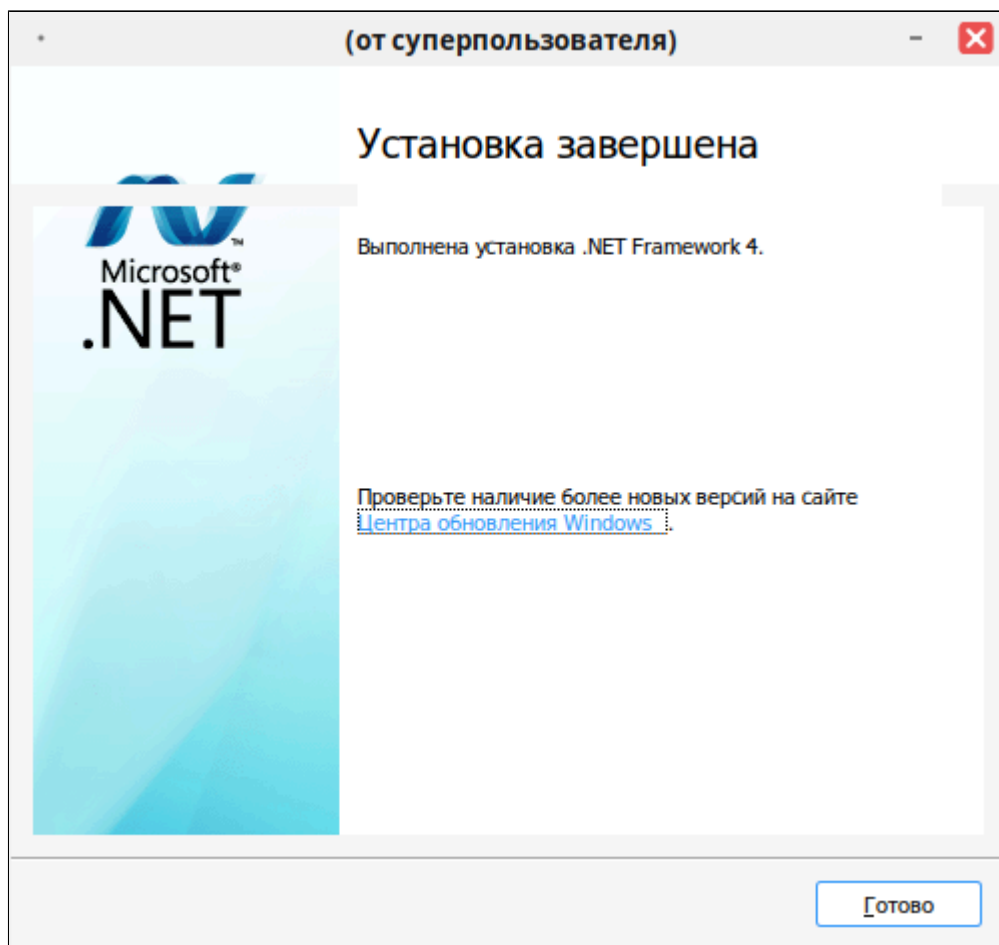 (от суперпользователя)
Установка завершена
Microsoft®
.NET
™
Выполнена установка .NET Framework 4.
Проверьте наличие более новых версий на сайте
Центра обновления Windows .
Готово